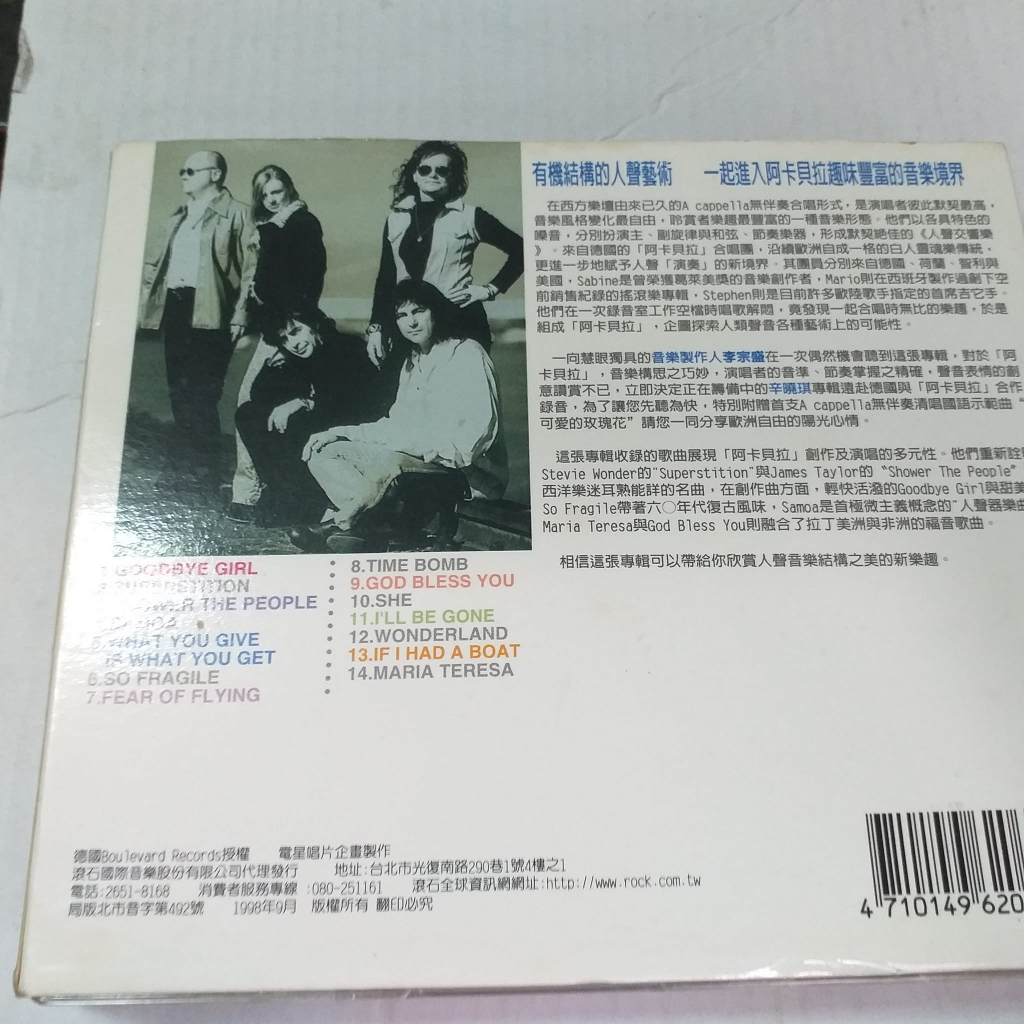 有機結構的人聲藝術 一起進入阿卡貝拉趣味豐富的音樂境界
在西方樂壇由來已久的A cappella無伴奏合唱形式,是演唱者彼此默契最高,
音樂風格變化最自由,聆賞者樂趣最豐富的一種音樂形態。他們以各具特色的
嗓音,分別扮演主、副旋律與和弦、節奏樂器,形成默契絕佳的《人聲交響樂
》。來自德國的「阿卡貝拉」合唱團,沿續歐洲自成一格的白人靈魂樂傳統,
更進一步地賦予人聲「演奏」的新境界。其團員分別來自德國、荷蘭、智利與
美國,Sabine是曾榮獲葛萊美獎的音樂創作者,Mario則在西班牙製作過創下空
前銷售紀錄的搖滾樂專輯,Stephen則是目前許多歐陸歌手指定的首席吉它手。
他們在一次錄音室工作空檔時唱歌解悶,竟發現一起合唱時無比的樂趣,於是
組成「阿卡貝拉」,企圖探索人類聲音各種藝術上的可能性。
一向慧眼獨具的音樂製作人李宗盛在一次偶然機會聽到這張專輯,對於「阿
卡貝拉」,音樂構思之巧妙,演唱者的音準、節奏掌握之精確,聲音表情的創
意讚賞不已,立即決定正在籌備中的辛曉琪專輯遠赴德國與「阿卡貝拉」合作
錄音,為了讓您先聽為快,特別附贈首支A cappella無伴奏清唱國語示範曲"
可愛的玫瑰花"請您一同分享歐洲自由的陽光心情。
這張專輯收錄的歌曲展現「阿卡貝拉」創作及演唱的多元性。他們重新詮
Stevie Wonder的"Superstition"與James Taylor的"Shower The People"
西洋樂迷耳熟能詳的名曲,在創作曲方面,輕快活潑的Goodbye Girl與甜美
So Fragile帶著六〇年代復古風味,Samoa是首極微主義概念的"人聲器樂曲
Maria Teresa與God Bless You則融合了拉丁美洲與非洲的福音歌曲。
相信這張專輯可以帶給你欣賞人聲音樂結構之美的新樂趣。
1.GOODBYE GIRL
2.SUPERSTITION
3.SHOWER THE PEOPLE
4.SAMOA
5.WHAT YOU GIVE
IS WHAT YOU GET
6.SO FRAGILE
7.FEAR OF FLYING
8.TIME BOMB
9.GOD BLESS YOU
10.SHE
11.I'LL BE GONE
12.WONDERLAND
13.IF I HAD A BOAT
14.MARIA TERESA
德國Boulevard Records授權 電星唱片企畫製作
滾石國際音樂股份有限公司代理發行 地址:台北市光復南路290巷1號4樓之1
電話:2651-8168 消費者服務專線:080-251161 滾石全球資訊網網址:http://www.rock.com.tw
局版北市音字第492號 1998年9月 版權所有 翻印必究
4 710149 620